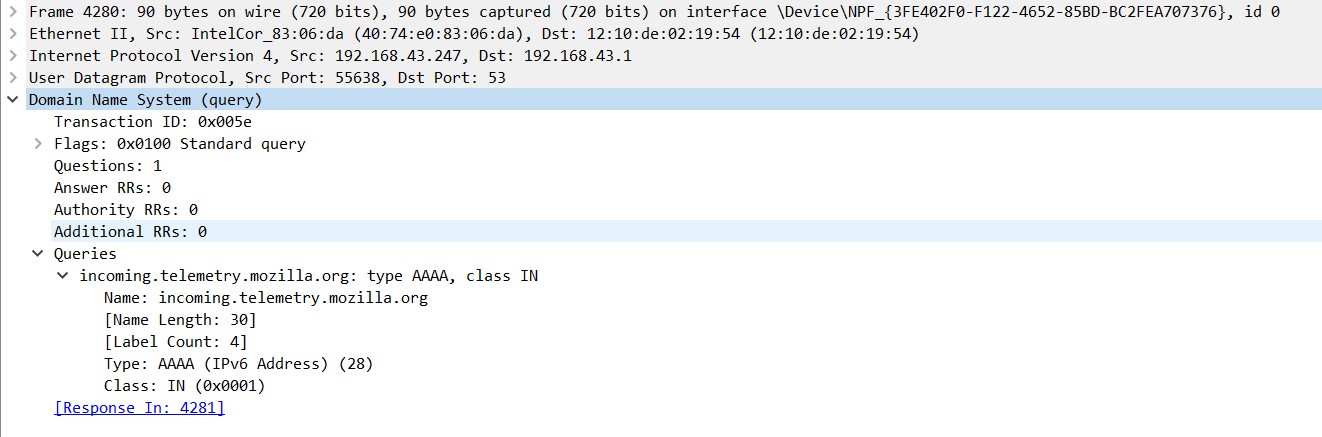 Frame 4280: 90 bytes on wire (720 bits), 90 bytes captured (720 bits) on interface \Device\NPF_{3FE402F0-F122-4652-85BD-BC2FEA707376}, id 0
Ethernet II, Src: IntelCor_83:06:da (40:74:e0:83:06:da), Dst: 12:10:de:02:19:54 (12:10:de:02:19:54)
Internet Protocol Version 4, Src: 192.168.43.247, Dst: 192.168.43.1
User Datagram Protocol, Src Port: 55638, Dst Port: 53
Domain Name System (query)
Transaction ID: 0x005e
Flags: 0x0100 Standard query
Questions: 1
Answer RRs: 0
Authority RRs: 0
Additional RRs: 0
Queries
incoming.telemetry.mozilla.org: type AAAA, class IN
Name: incoming.telemetry.mozilla.org
[Name Length: 30]
[Label Count: 4]
Type: AAAA (IPv6 Address) (28)
Class: IN (0x0001)
[Response In: 4281]